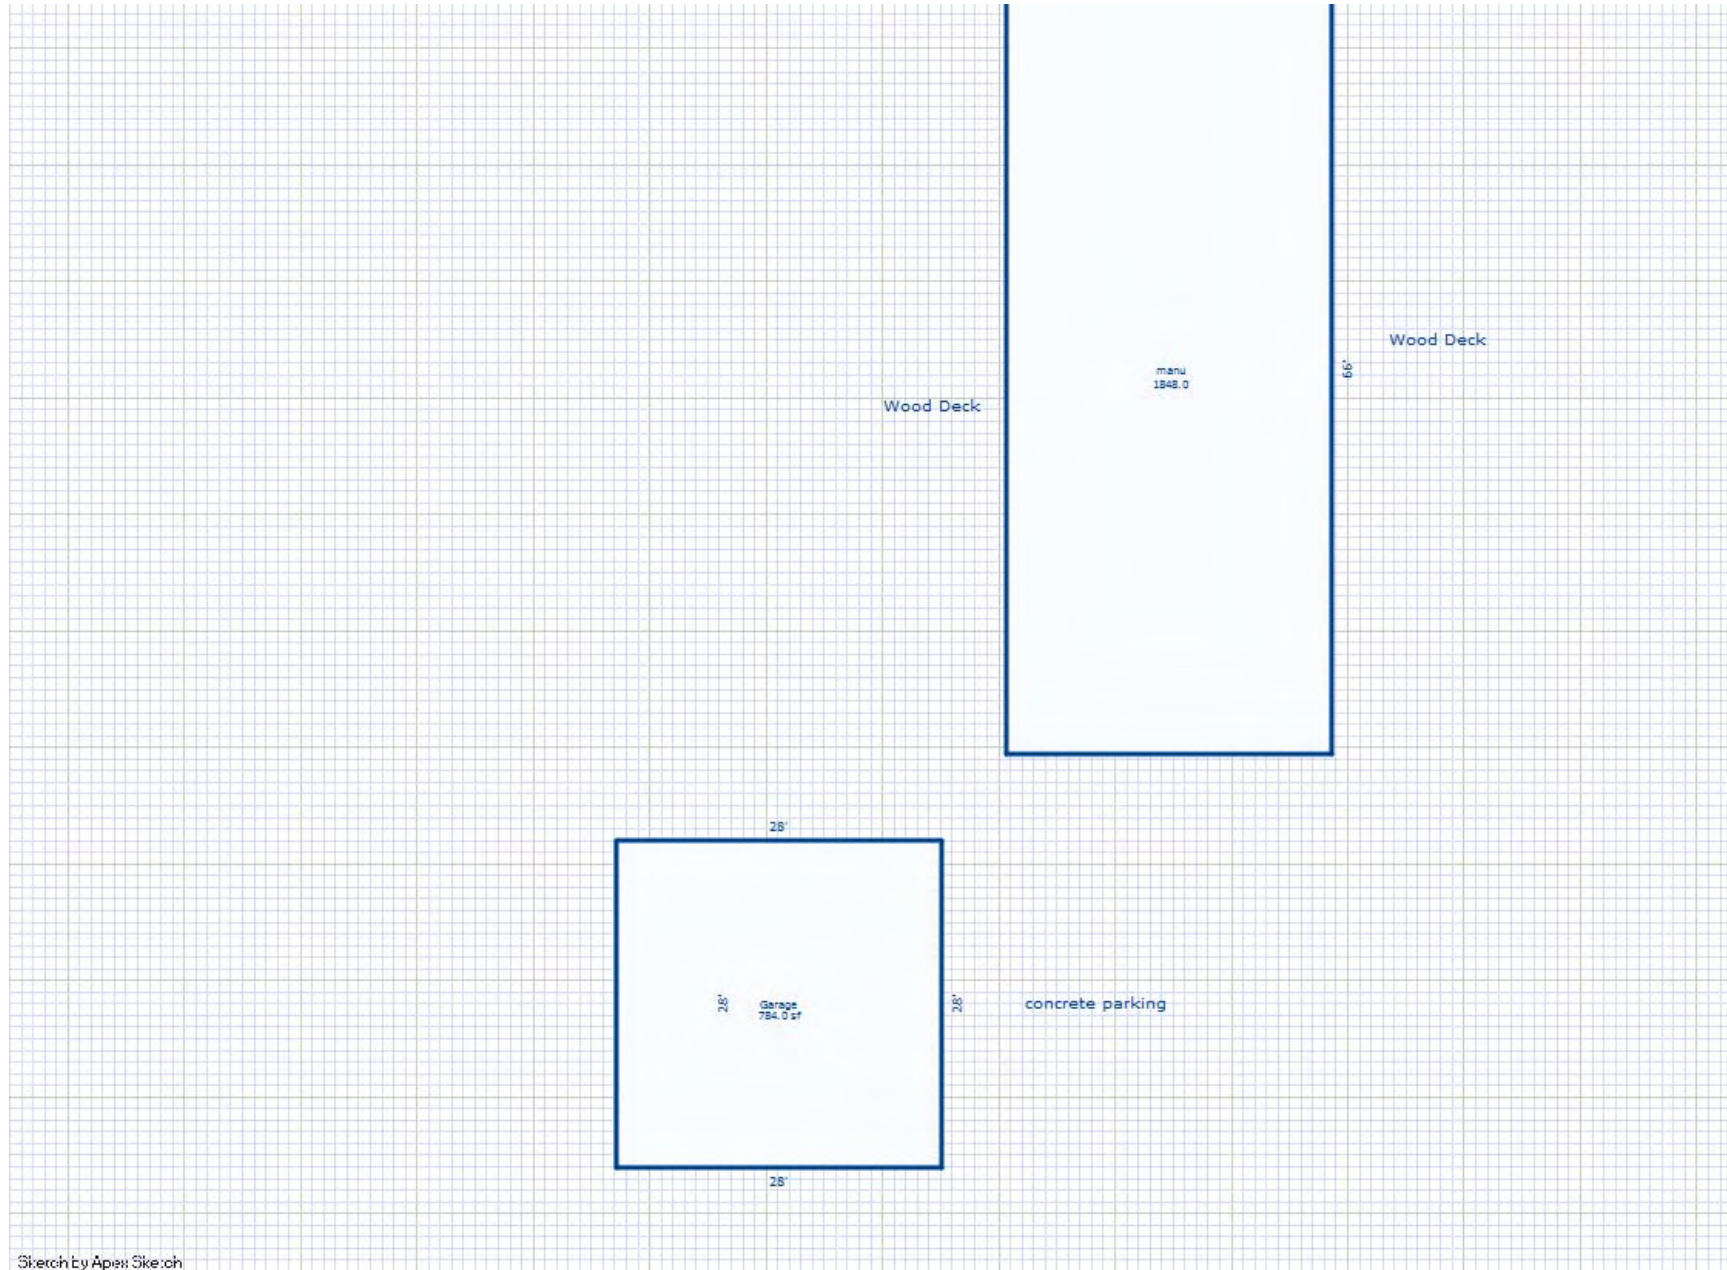 Wood Deck
66'
manu
1848.0
Wood Deck
28'
28'
Garage
784.0 sf
28'
concrete parking
28'
Sketch by Apex Sketch